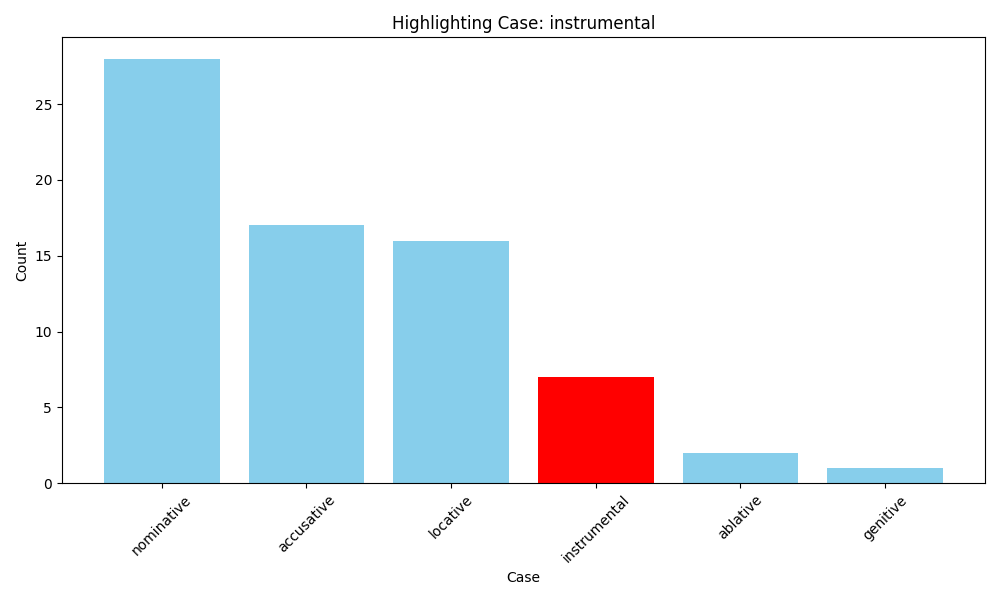 Highlighting Case: instrumental
Count
25
20
15
10
5
0
nominative
accusative
locative
instrumental
ablative
genitive
Case